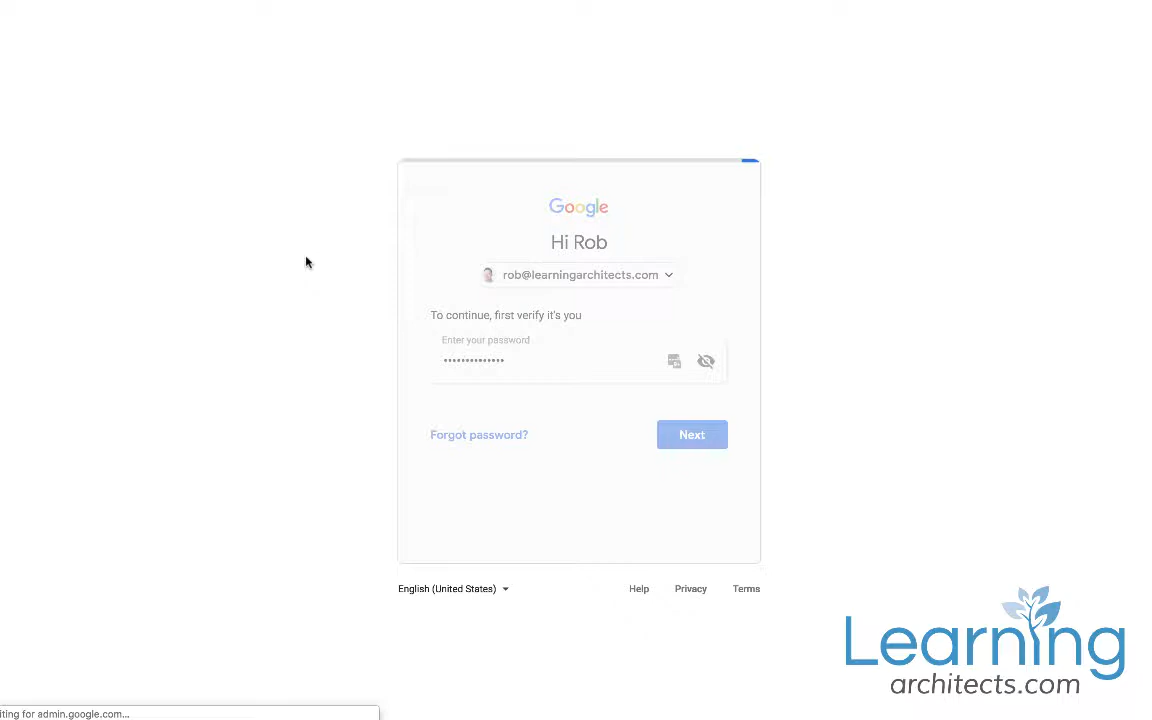 Google
Hi Rob
rob@learningarchitects.com
To continue, first verify it's you
Enter your password
••••••••••••••
Forgot password?
Next
English (United States)
Help Privacy Terms
Learning
architects.com
iting for admin.google.com...